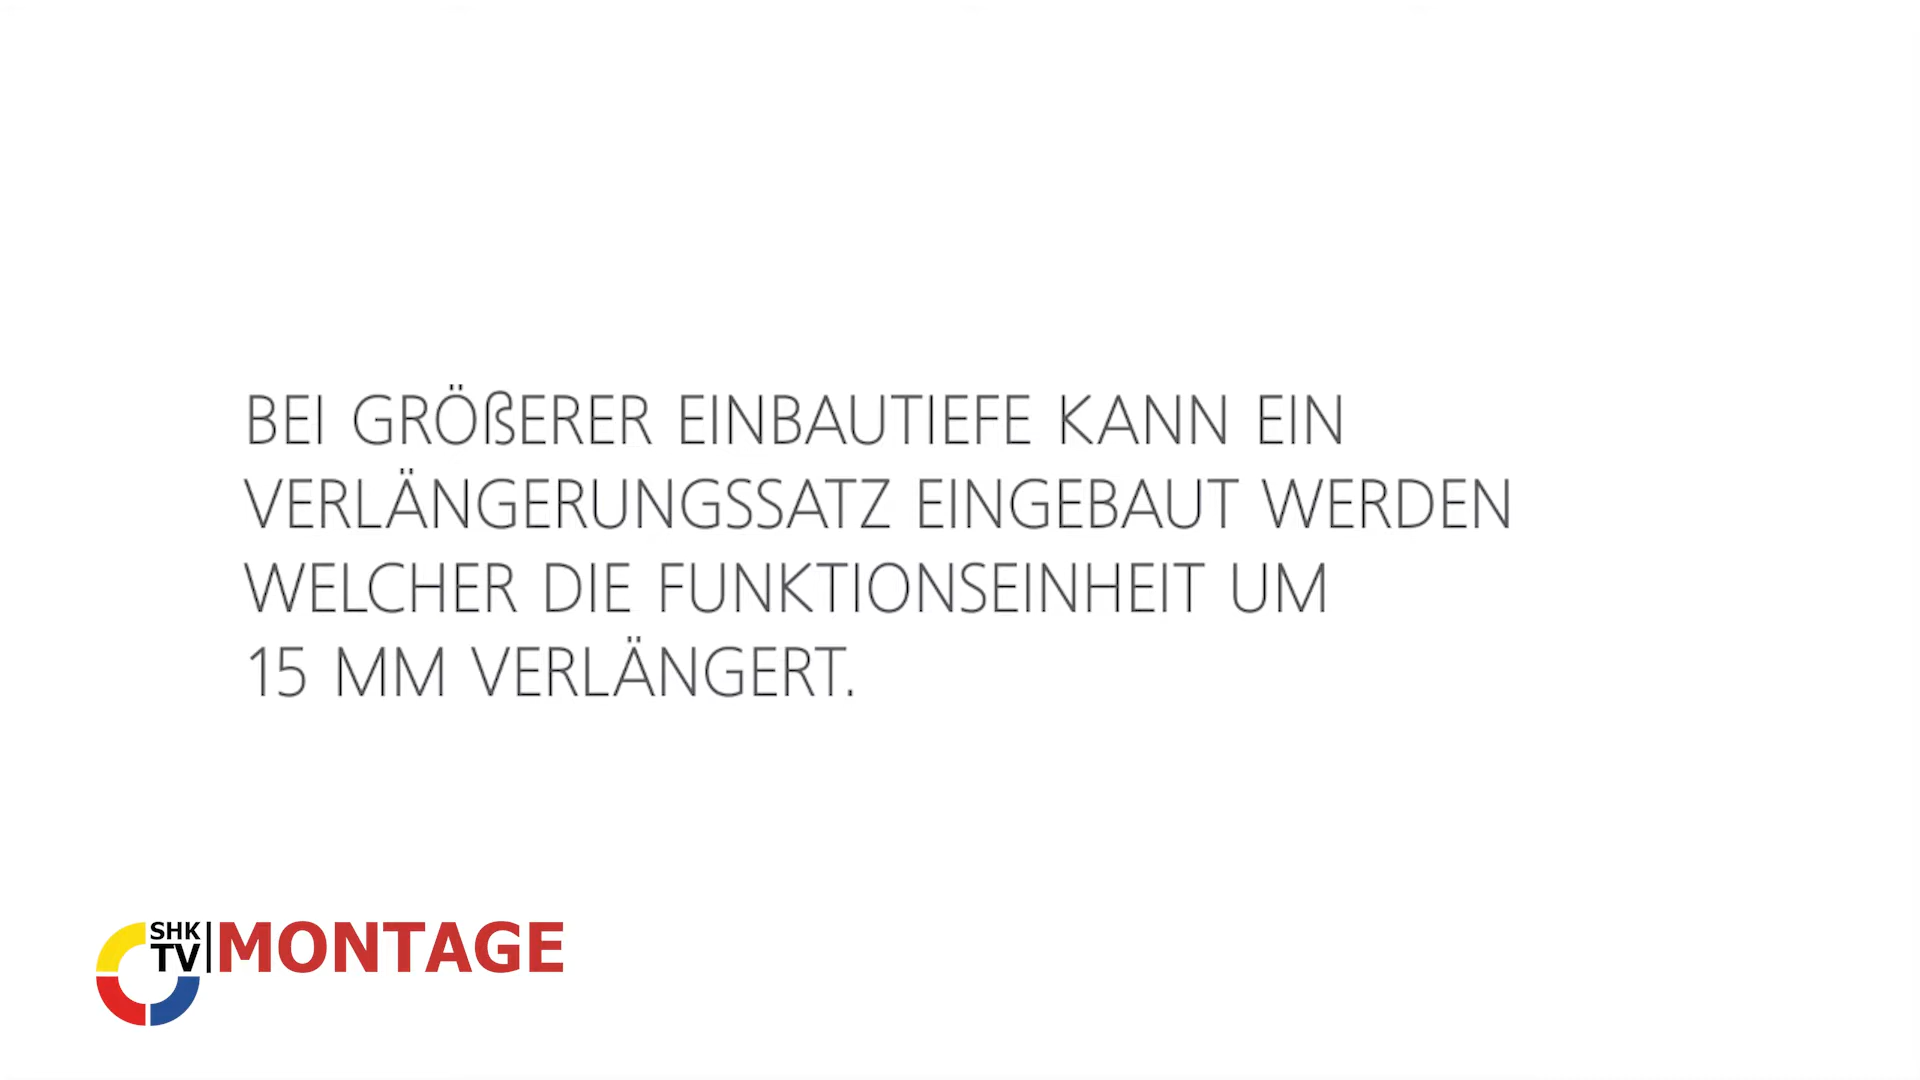 BEI GRÖßERER EINBAUTIEFE KANN EIN
VERLÄNGERUNGSSATZ EINGEBAUT WERDEN
WELCHER DIE FUNKTIONSEINHEIT UM
15 MM VERLÄNGERT.
SHK
TV|MONTAGE